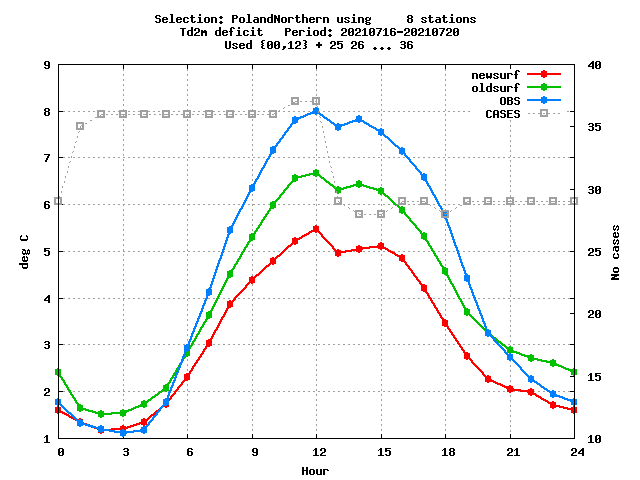 Selection: PolandNorthern using     8 stations
Td2m deficit   Period: 20210716-20210720
Used {00,12} + 25 26 ... 36
newsurf
oldsurf
OBS
CASES
9
8
7
6
5
4
3
2
1
deg C
40
35
30
25
20
15
10
No cases
0 3 6 9 12 15 18 21 24
Hour